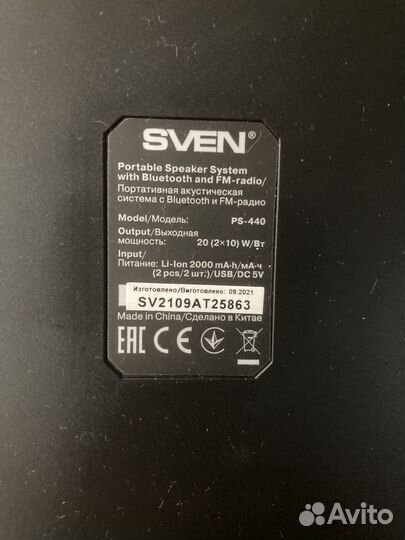 SVEN®
Portable Speaker System
with Bluetooth and FM-radio/
Портативная акустическая
система с Bluetooth и FM-радио
Model/Модель: PS-440
Output/Выходная
мощность: 20 (2×10) W/Вт
Input/
Питание: Li-Ion 2000 mA·h/мА·ч
(2 pcs/2 шт.)/USB/DC 5V
Изготовлено/Виготовлено: 09.2021
SV2109AT25863
Made in China/Сделано в Китае
EAC CE
Avito